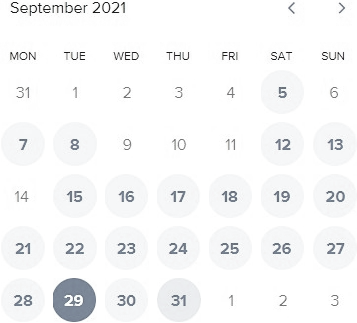 September 2021
MON TUE WED THU FRI SAT SUN
31 1 2 3 4 5 6
7 8 9 10 11 12 13
14 15 16 17 18 19 20
21 22 23 24 25 26 27
28 29 30 31 1 2 3